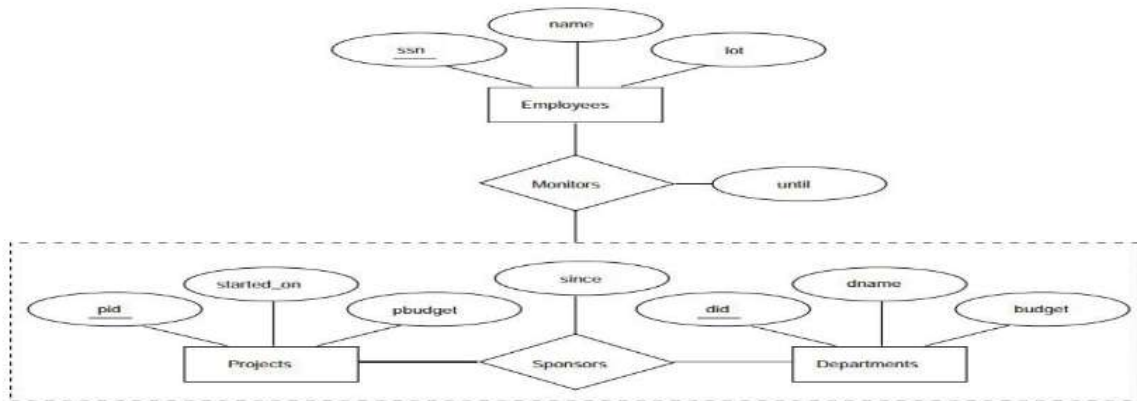 name
ssn
lot
Employees
Monitors
until
since
started_on
dname
pid
pbudget
did
budget
Projects
Sponsors
Departments